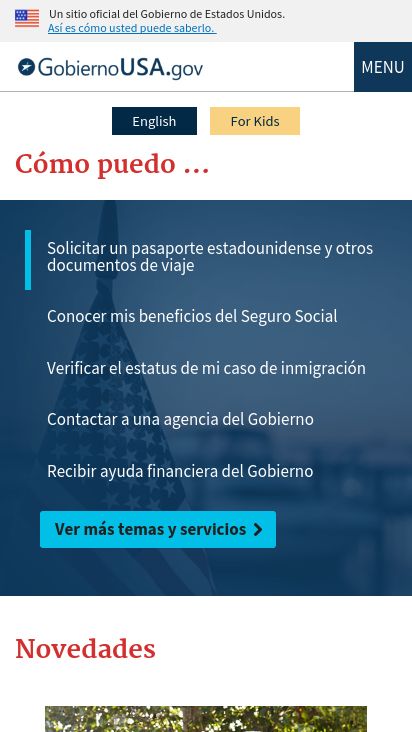 Un sitio oficial del Gobierno de Estados Unidos.
Así es cómo usted puede saberlo.
GobiernoUSA.gov
MENU
English
For Kids
Cómo puedo ...
Solicitar un pasaporte estadounidense y otros
documentos de viaje
Conocer mis beneficios del Seguro Social
Verificar el estatus de mi caso de inmigración
Contactar a una agencia del Gobierno
Recibir ayuda financiera del Gobierno
Ver más temas y servicios
Novedades